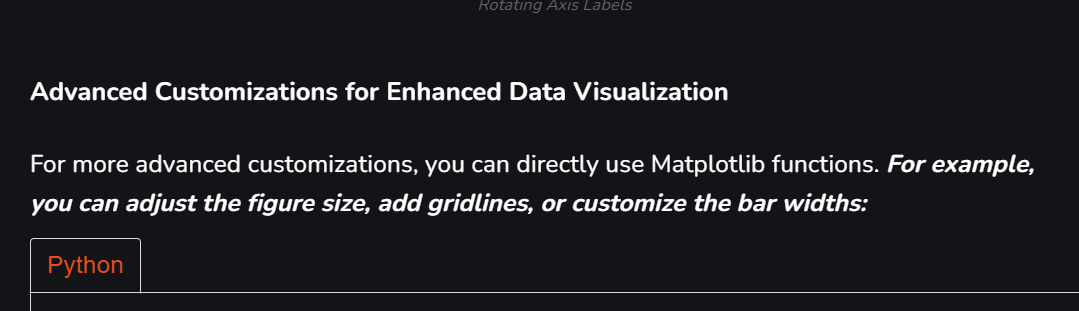 Rotating Axis Labels
Advanced Customizations for Enhanced Data Visualization
For more advanced customizations, you can directly use Matplotlib functions. For example,
you can adjust the figure size, add gridlines, or customize the bar widths:
Python